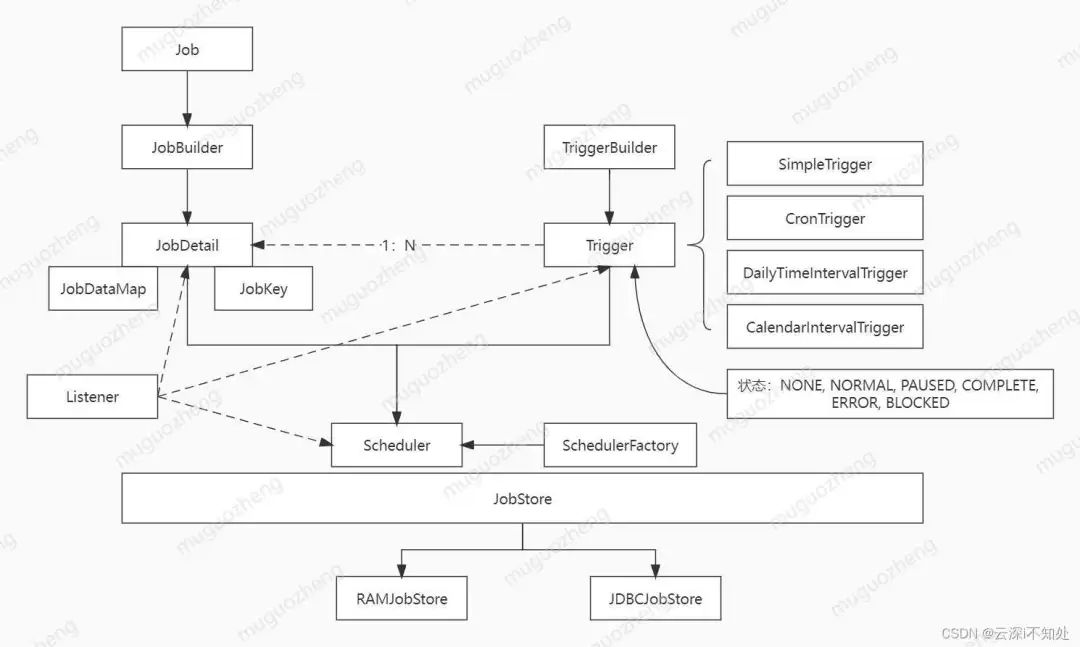 Job
JobBuilder
TriggerBuilder
SimpleTrigger
CronTrigger
JobDetail
1：N
Trigger
DailyTimeIntervalTrigger
JobDataMap
JobKey
CalendarIntervalTrigger
Listener
状态：NONE, NORMAL, PAUSED, COMPLETE,
ERROR, BLOCKED
Scheduler
SchedulerFactory
JobStore
RAMJobStore
JDBCJobStore
CSDN @云深i不知处
muguozheng